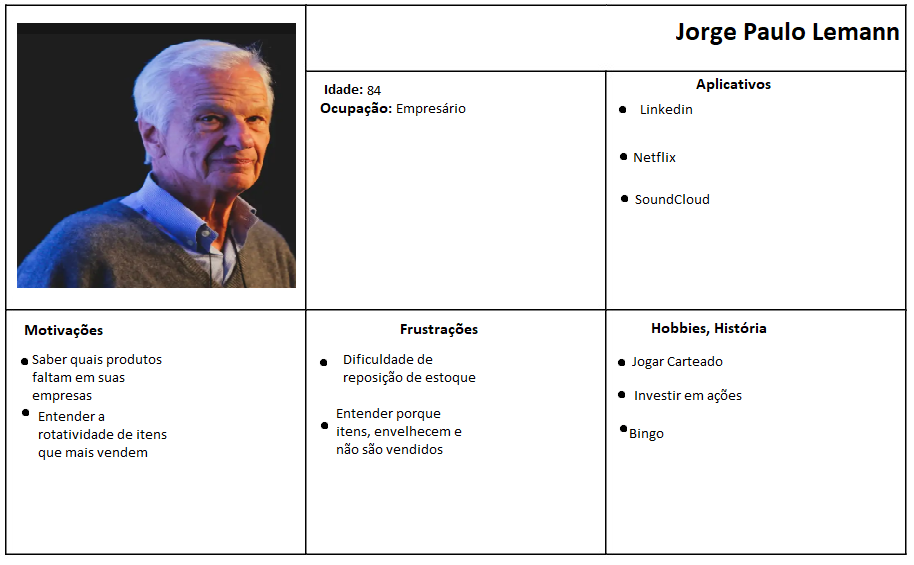 Jorge Paulo Lemann
Idade: 84
Ocupação: Empresário
Aplicativos
Linkedin
Netflix
SoundCloud
Motivações
Saber quais produtos
faltam em suas
empresas
Entender a
rotatividade de itens
que mais vendem
Frustrações
Dificuldade de
reposição de estoque
Entender porque
itens, envelhecem e
não são vendidos
Hobbies, História
Jogar Carteado
Investir em ações
Bingo